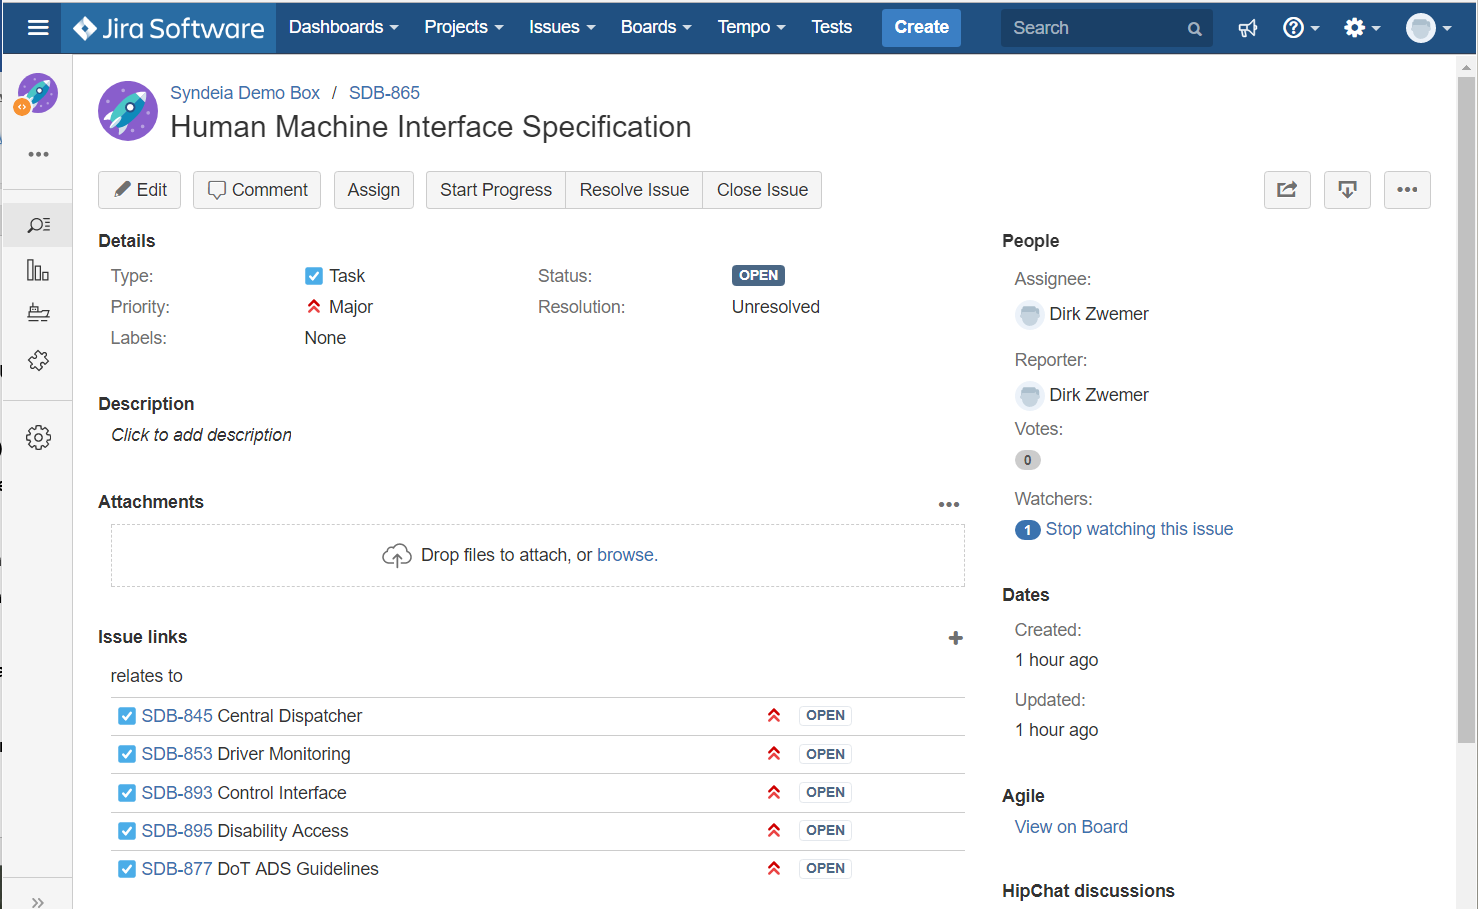 Jira Software Dashboards Projects Issues Boards Tempo Tests Create Search
Syndeia Demo Box / SDB-865
Human Machine Interface Specification
Edit Comment Assign Start Progress Resolve Issue Close Issue
Details
Type: Task Status: OPEN
Priority: Major Resolution: Unresolved
Labels: None
Description
Click to add description
Attachments
Drop files to attach, or browse.
Issue links
relates to
SDB-845 Central Dispatcher OPEN
SDB-853 Driver Monitoring OPEN
SDB-893 Control Interface OPEN
SDB-895 Disability Access OPEN
SDB-877 DoT ADS Guidelines OPEN
People
Assignee:
Dirk Zwemer
Reporter:
Dirk Zwemer
Votes:
0
Watchers:
1 Stop watching this issue
Dates
Created:
1 hour ago
Updated:
1 hour ago
Agile
View on Board
HipChat discussions